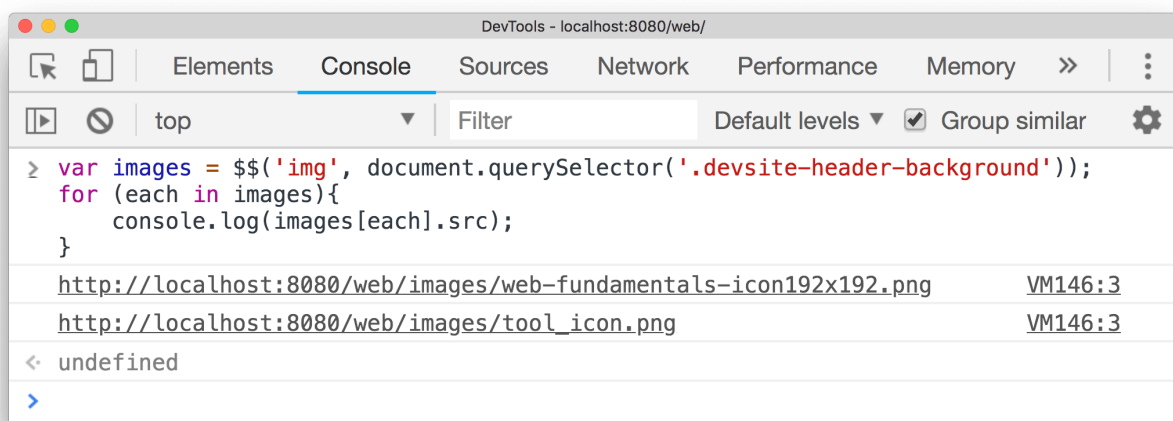 DevTools - localhost:8080/web/
Elements Console Sources Network Performance Memory »
top Filter Default levels Group similar
var images = $$('img', document.querySelector('.devsite-header-background'));
for (each in images){
    console.log(images[each].src);
}
http://localhost:8080/web/images/web-fundamentals-icon192x192.png VM146:3
http://localhost:8080/web/images/tool_icon.png VM146:3
undefined